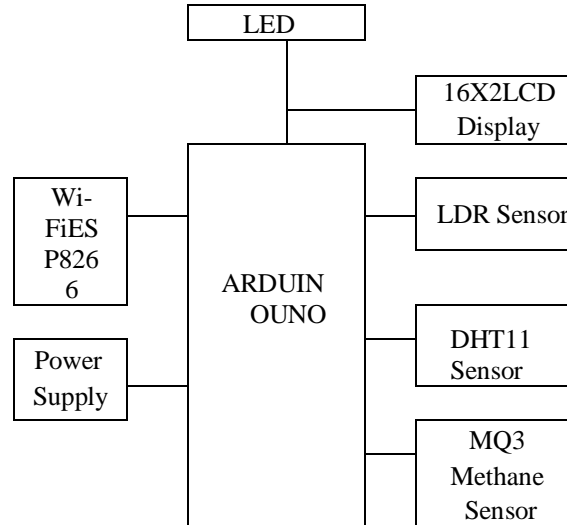 LED
16X2LCD
Display
Wi-
FiES
P826
6
LDR Sensor
ARDUIN
OUNO
DHT11
Sensor
Power
Supply
MQ3
Methane
Sensor